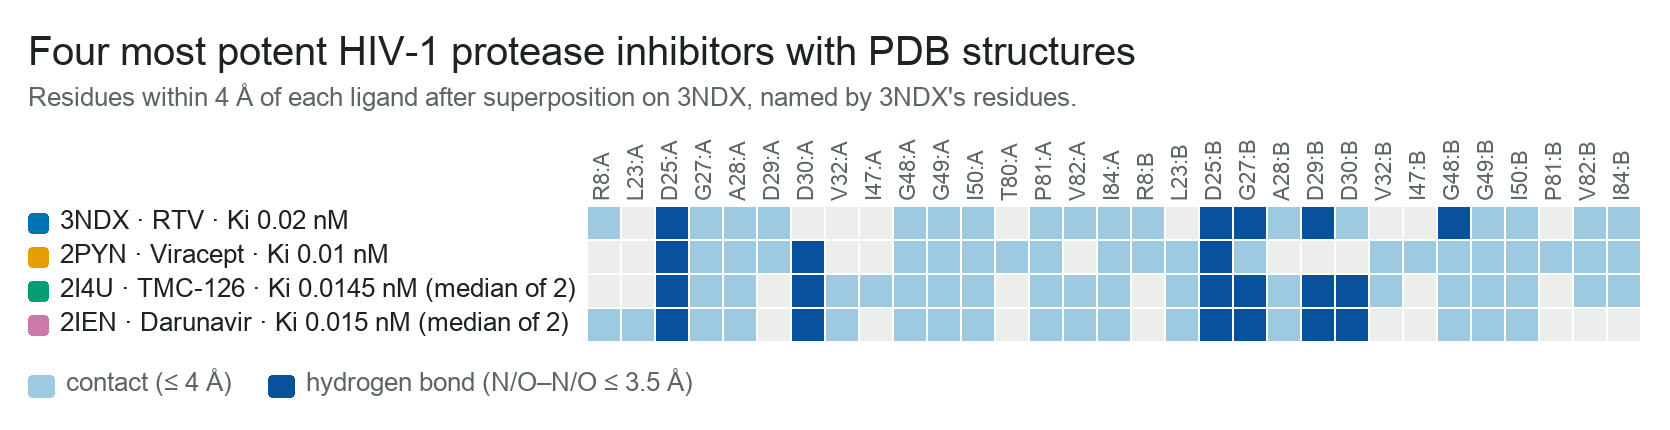 Four most potent HIV-1 protease inhibitors with PDB structures
Residues within 4 Å of each ligand after superposition on 3NDX, named by 3NDX's residues.
R8:A L23:A D25:A G27:A A28:A D29:A D30:A V32:A I47:A G48:A G49:A I50:A T80:A P81:A V82:A I84:A R8:B L23:B D25:B G27:B A28:B D29:B D30:B V32:B I47:B G48:B G49:B I50:B P81:B V82:B I84:B
3NDX · RTV · Ki 0.02 nM
2PYN · Viracept · Ki 0.01 nM
2I4U · TMC-126 · Ki 0.0145 nM (median of 2)
2IEN · Darunavir · Ki 0.015 nM (median of 2)
contact (≤ 4 Å) hydrogen bond (N/O–N/O ≤ 3.5 Å)